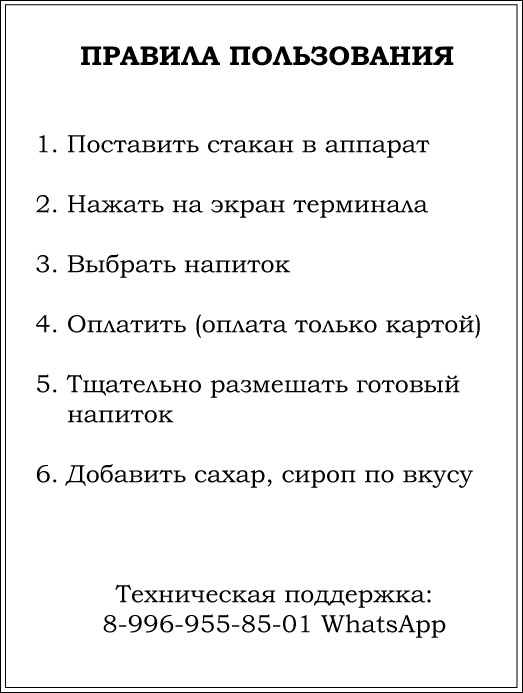 ПРАВИЛА ПОЛЬЗОВАНИЯ
1. Поставить стакан в аппарат
2. Нажать на экран терминала
3. Выбрать напиток
4. Оплатить (оплата только картой)
5. Тщательно размешать готовый
напиток
6. Добавить сахар, сироп по вкусу
Техническая поддержка:
8-996-955-85-01 WhatsApp